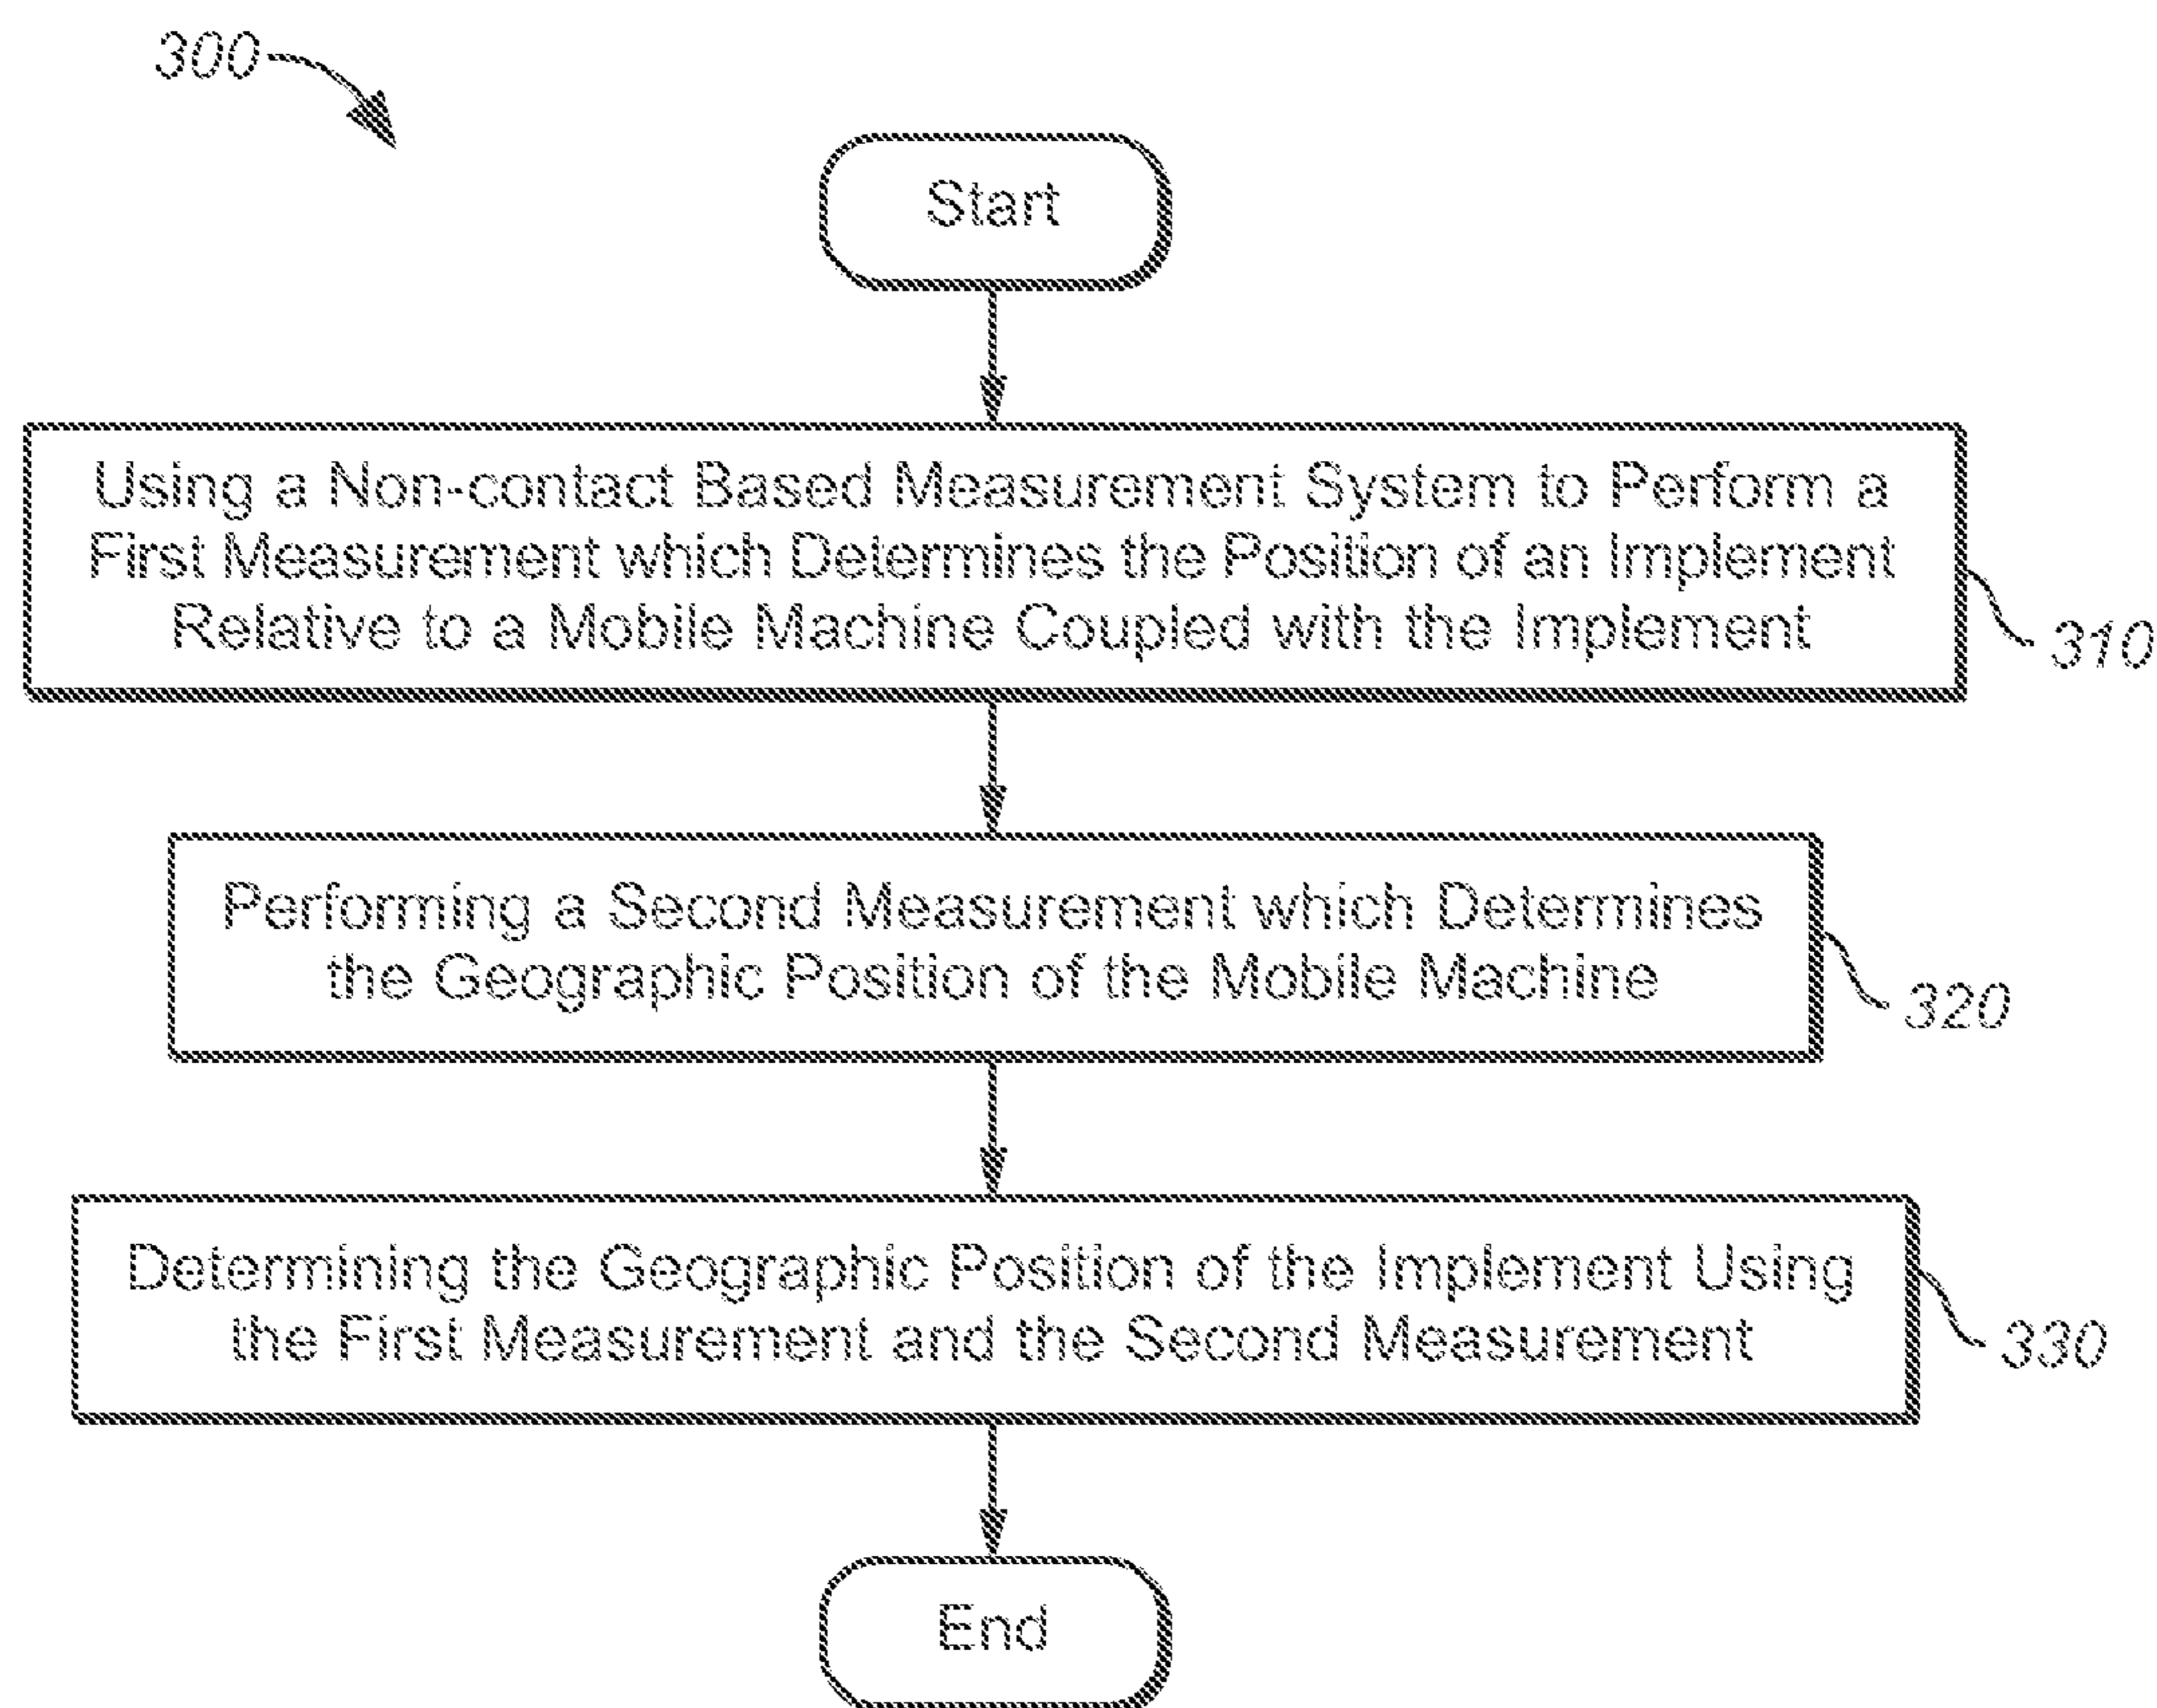 300
Start
Using a Non-contact Based Measurement System to Perform a
First Measurement which Determines the Position of an Implement
Relative to a Mobile Machine Coupled with the Implement
310
Performing a Second Measurement which Determines
the Geographic Position of the Mobile Machine
320
Determining the Geographic Position of the Implement Using
the First Measurement and the Second Measurement
330
End